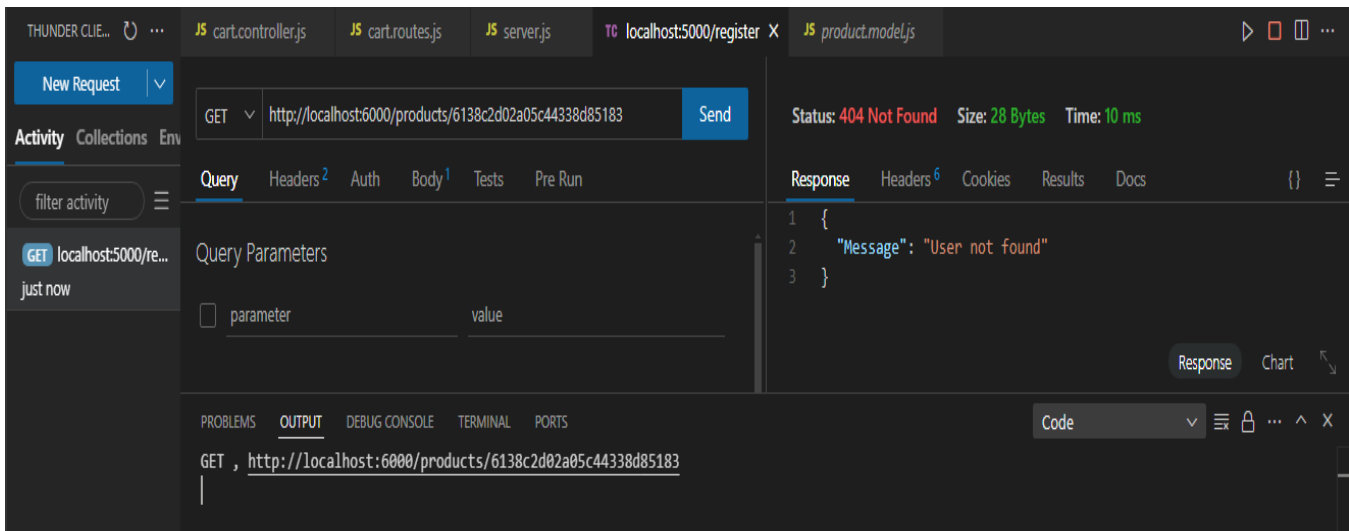 THUNDER CLIE... ...
JS cart.controller.js JS cart.routes.js JS server.js TC localhost:5000/register X JS product.model.js ...
New Request
GET http://localhost:6000/products/6138c2d02a05c44338d85183 Send
Status: 404 Not Found Size: 28 Bytes Time: 10 ms
Activity Collections Env
Query Headers 2 Auth Body 1 Tests Pre Run
Response Headers 6 Cookies Results Docs {}
filter activity
1 {
2 "Message": "User not found"
3 }
GET localhost:5000/re...
just now
Query Parameters
parameter value
Response Chart
PROBLEMS OUTPUT DEBUG CONSOLE TERMINAL PORTS Code ... X
GET , http://localhost:6000/products/6138c2d02a05c44338d85183